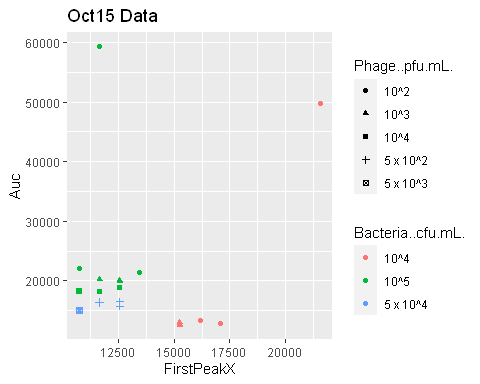 Oct15 Data
60000
50000
40000
30000
20000
Auc
12500 15000 17500 20000
FirstPeakX
Phage..pfu.mL.
10^2
10^3
10^4
5 x 10^2
5 x 10^3
Bacteria..cfu.mL.
10^4
10^5
5 x 10^4